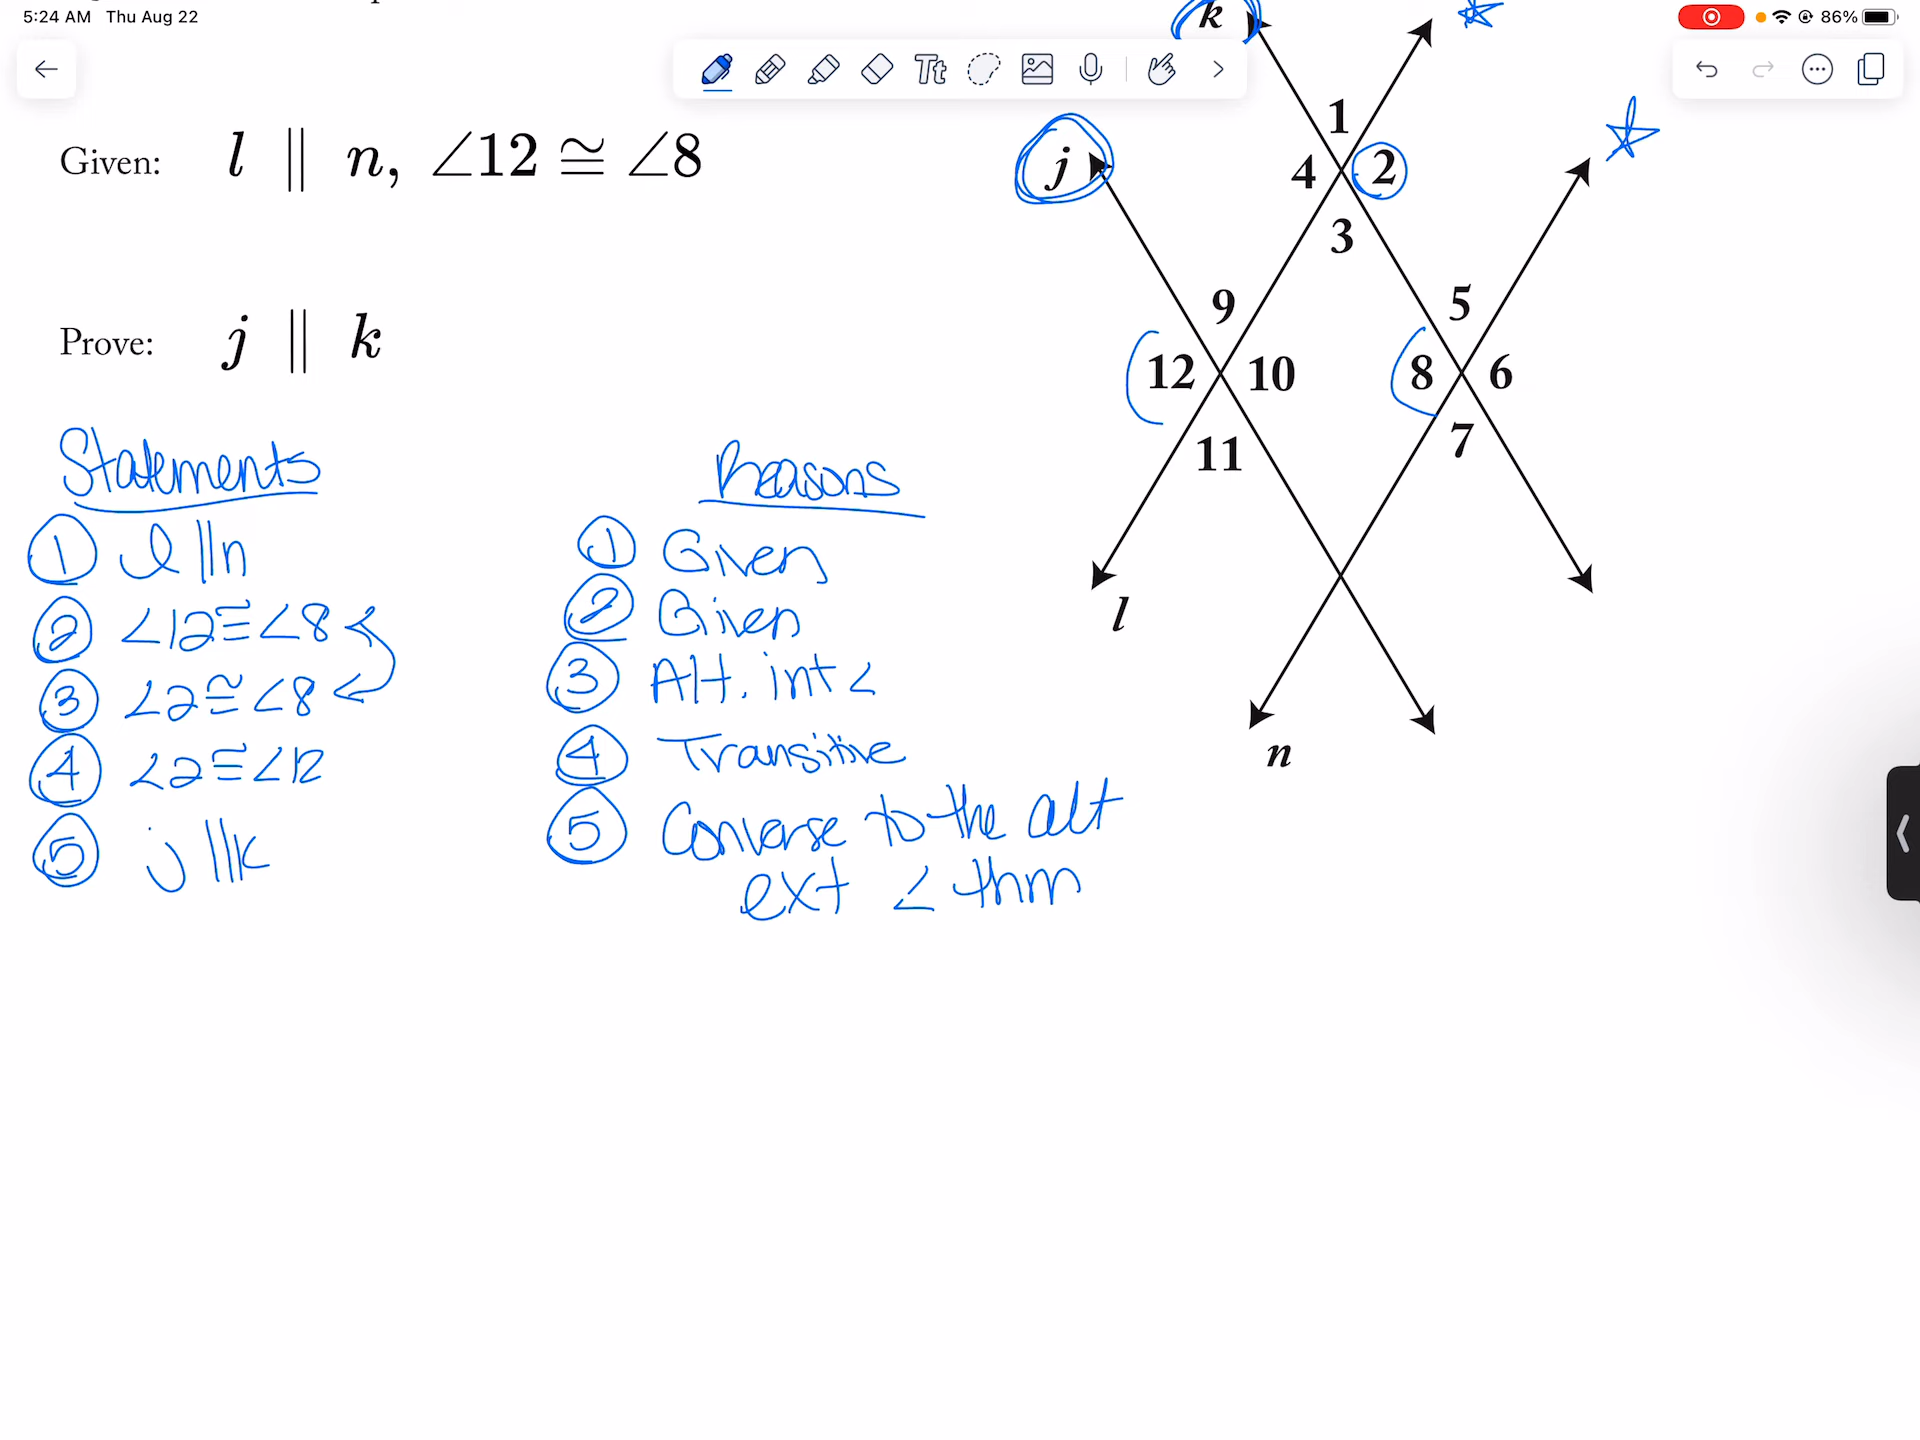 5:24 AM Thu Aug 22
86%
Tt
Given: l || n, ∠12 ≅ ∠8
Prove: j || k
k
j
1
4 2
3
9 5
12 10 8 6
11 7
l
n
Statements Reasons
① l || n ① Given
② ∠12 ≅ ∠8 ② Given
③ ∠2 ≅ ∠8 ③ Alt. int ∠
④ ∠2 ≅ ∠12 ④ Transitive
⑤ j || k ⑤ Converse to the alt
ext ∠ thm